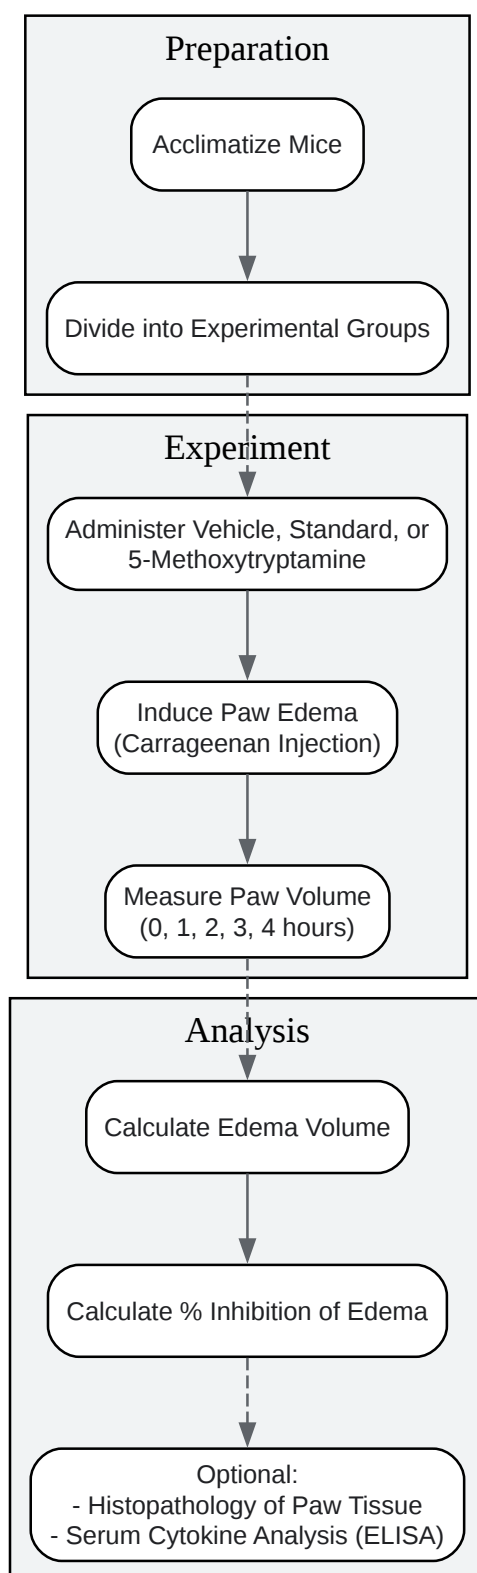 Preparation
Acclimatize Mice
Divide into Experimental Groups
Experiment
Administer Vehicle, Standard, or
5-Methoxytryptamine
Induce Paw Edema
(Carrageenan Injection)
Measure Paw Volume
(0, 1, 2, 3, 4 hours)
Analysis
Calculate Edema Volume
Calculate % Inhibition of Edema
Optional:
- Histopathology of Paw Tissue
- Serum Cytokine Analysis (ELISA)